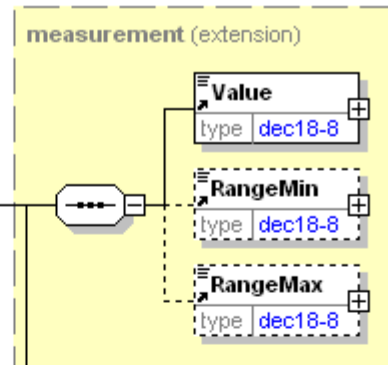 measurement (extension)
Value
type dec18-8
RangeMin
type dec18-8
RangeMax
type dec18-8